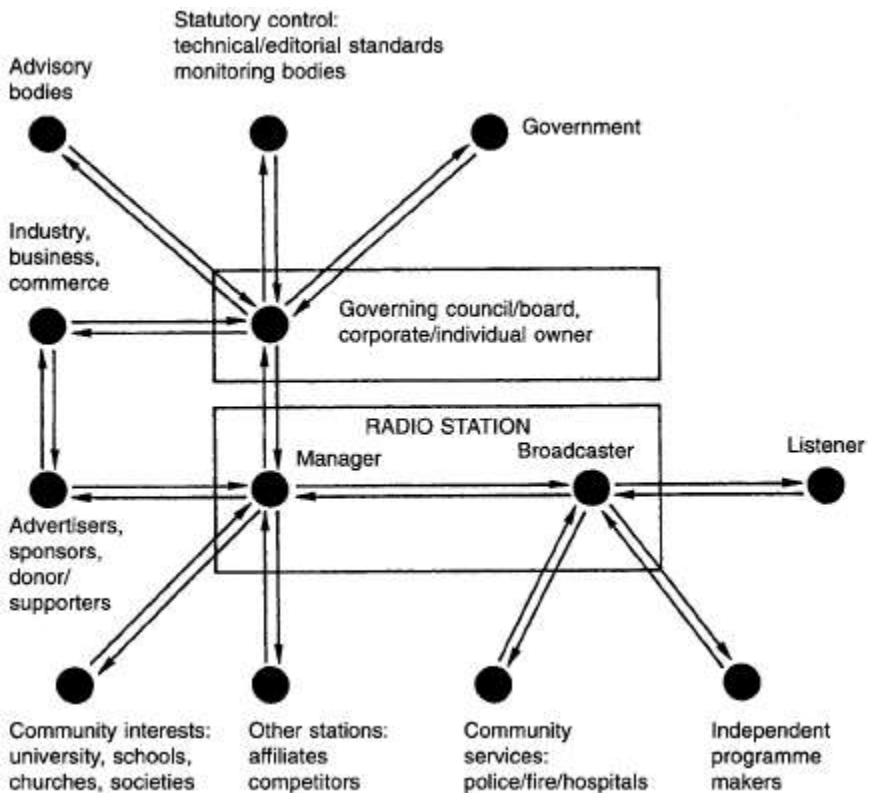 Statutory control:
technical/editorial standards
monitoring bodies
Advisory
bodies
Government
Industry,
business,
commerce
Governing council/board,
corporate/individual owner
RADIO STATION
Manager
Broadcaster
Listener
Advertisers,
sponsors,
donor/
supporters
Community interests:
university, schools,
churches, societies
Other stations:
affiliates
competitors
Community
services:
police/fire/hospitals
Independent
programme
makers